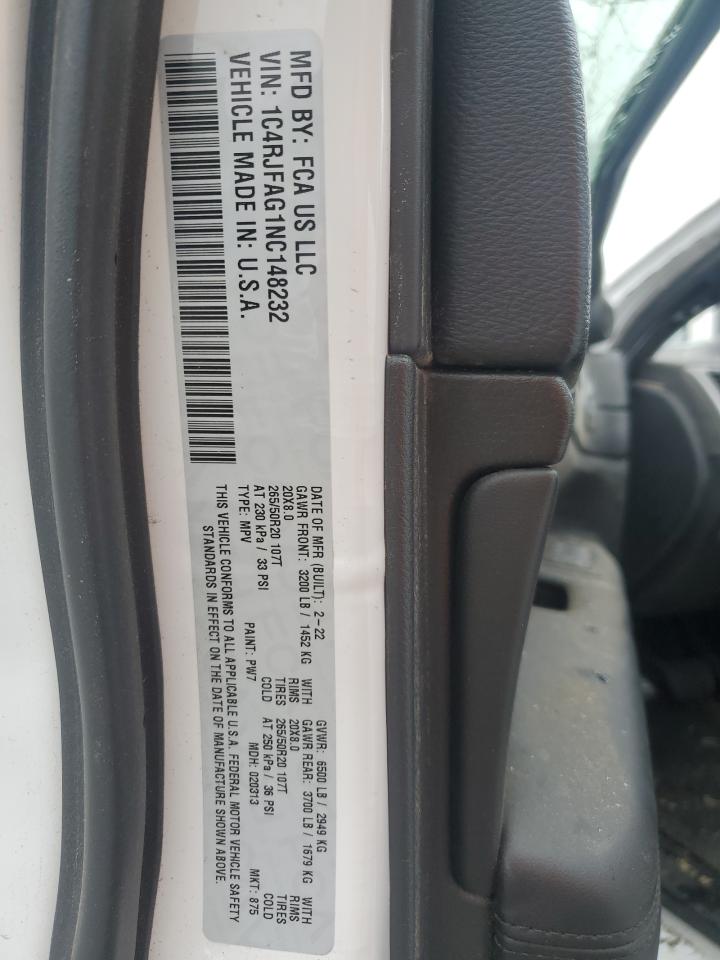 MFD BY: FCA US LLC
VIN: 1C4RJFAG1NC148232
VEHICLE MADE IN: U.S.A.
DATE OF MFR (BUILT): 2-22 GVWR: 6500 LB / 2949 KG
GAWR FRONT: 3200 LB / 1452 KG WITH GAWR REAR: 3700 LB / 1679 KG WITH
20X8.0 RIMS 20X8.0 RIMS
265/50R20 107T TIRES 265/50R20 107T TIRES
AT 230 kPa / 33 PSI COLD AT 250 kPa / 36 PSI COLD
TYPE: MPV PAINT: PW7 MDH: 020313 MKT: 875
THIS VEHICLE CONFORMS TO ALL APPLICABLE U.S.A. FEDERAL MOTOR VEHICLE SAFETY
STANDARDS IN EFFECT ON THE DATE OF MANUFACTURE SHOWN ABOVE.